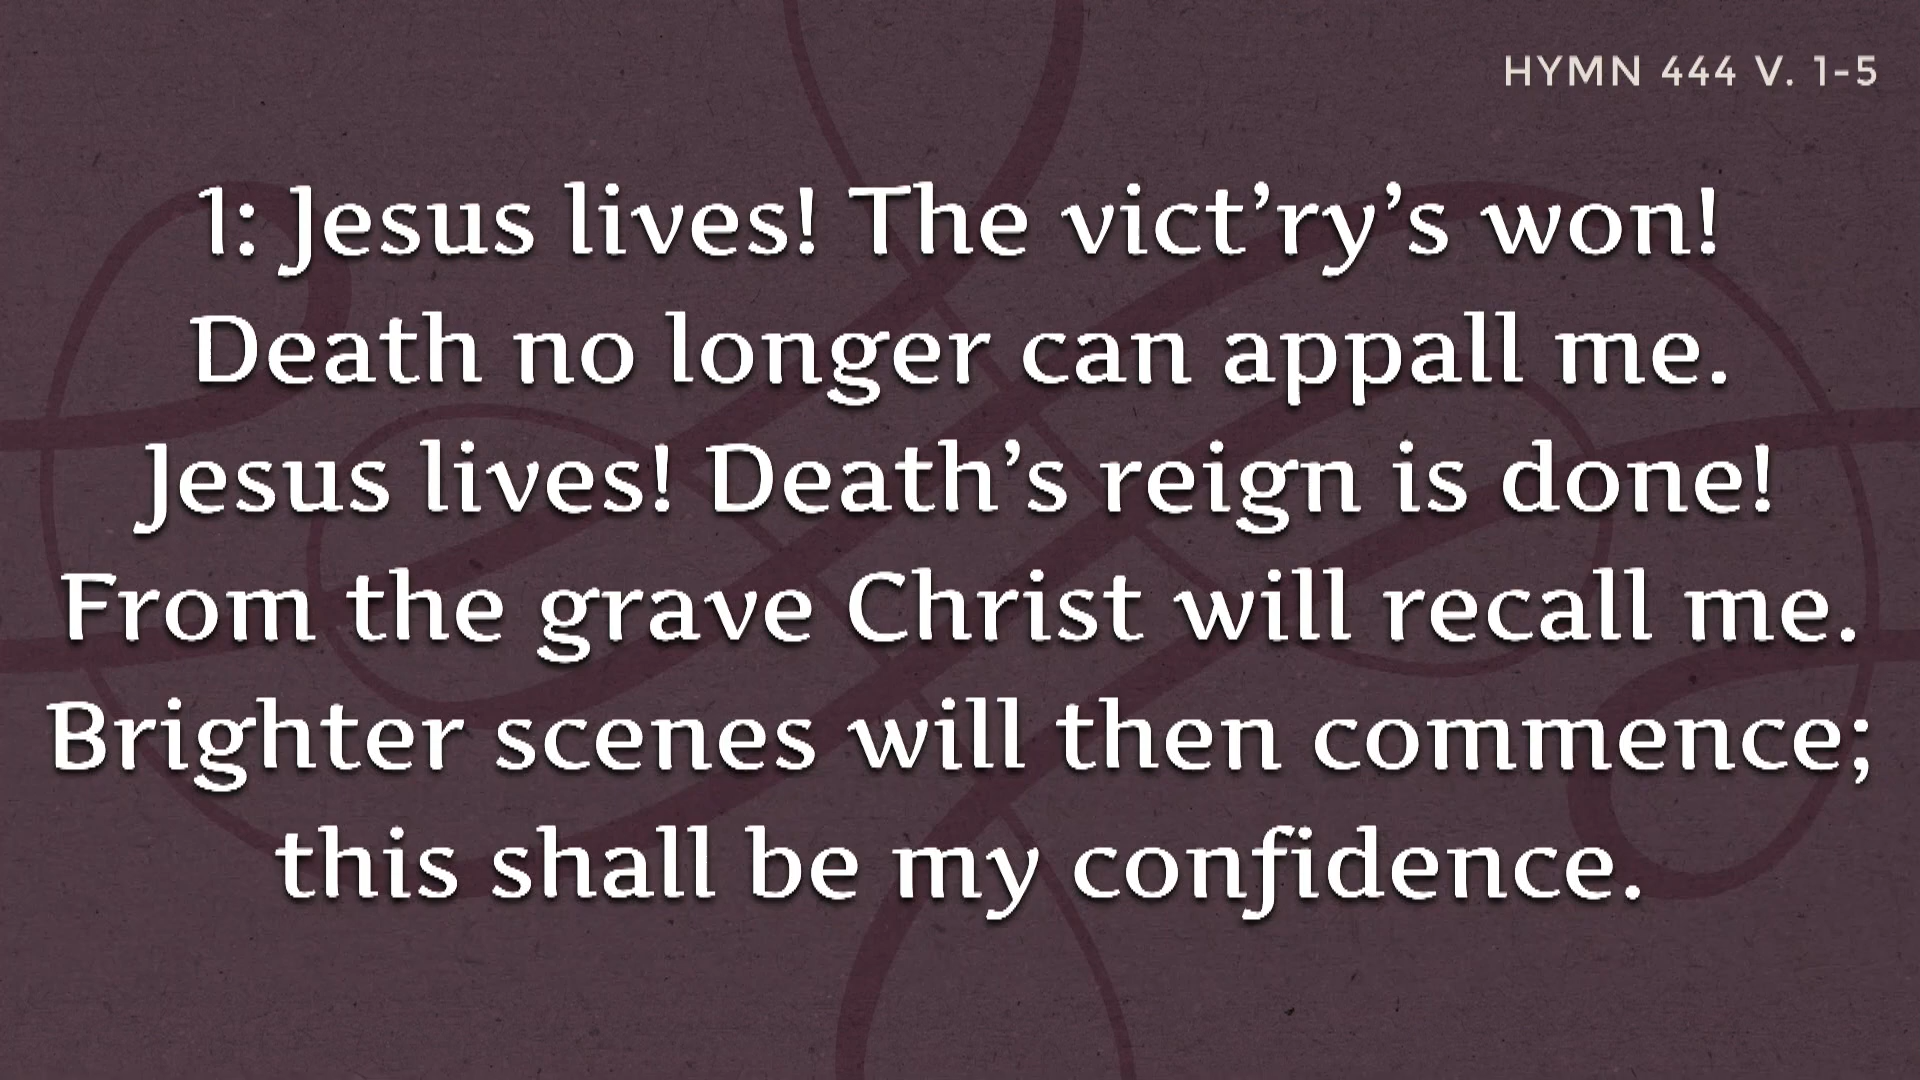 HYMN 444 V. 1-5
1: Jesus lives! The vict’ry’s won!
Death no longer can appall me.
Jesus lives! Death’s reign is done!
From the grave Christ will recall me.
Brighter scenes will then commence;
this shall be my confidence.